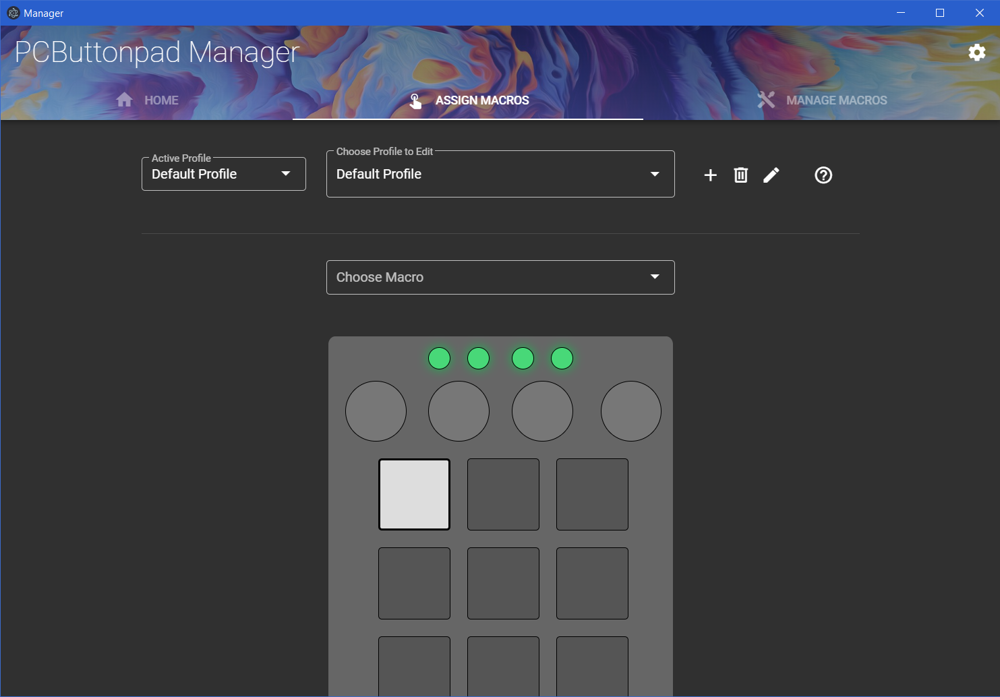 Manager
PCButtonpad Manager
HOME
ASSIGN MACROS
MANAGE MACROS
Active Profile
Default Profile
Choose Profile to Edit
Default Profile
Choose Macro